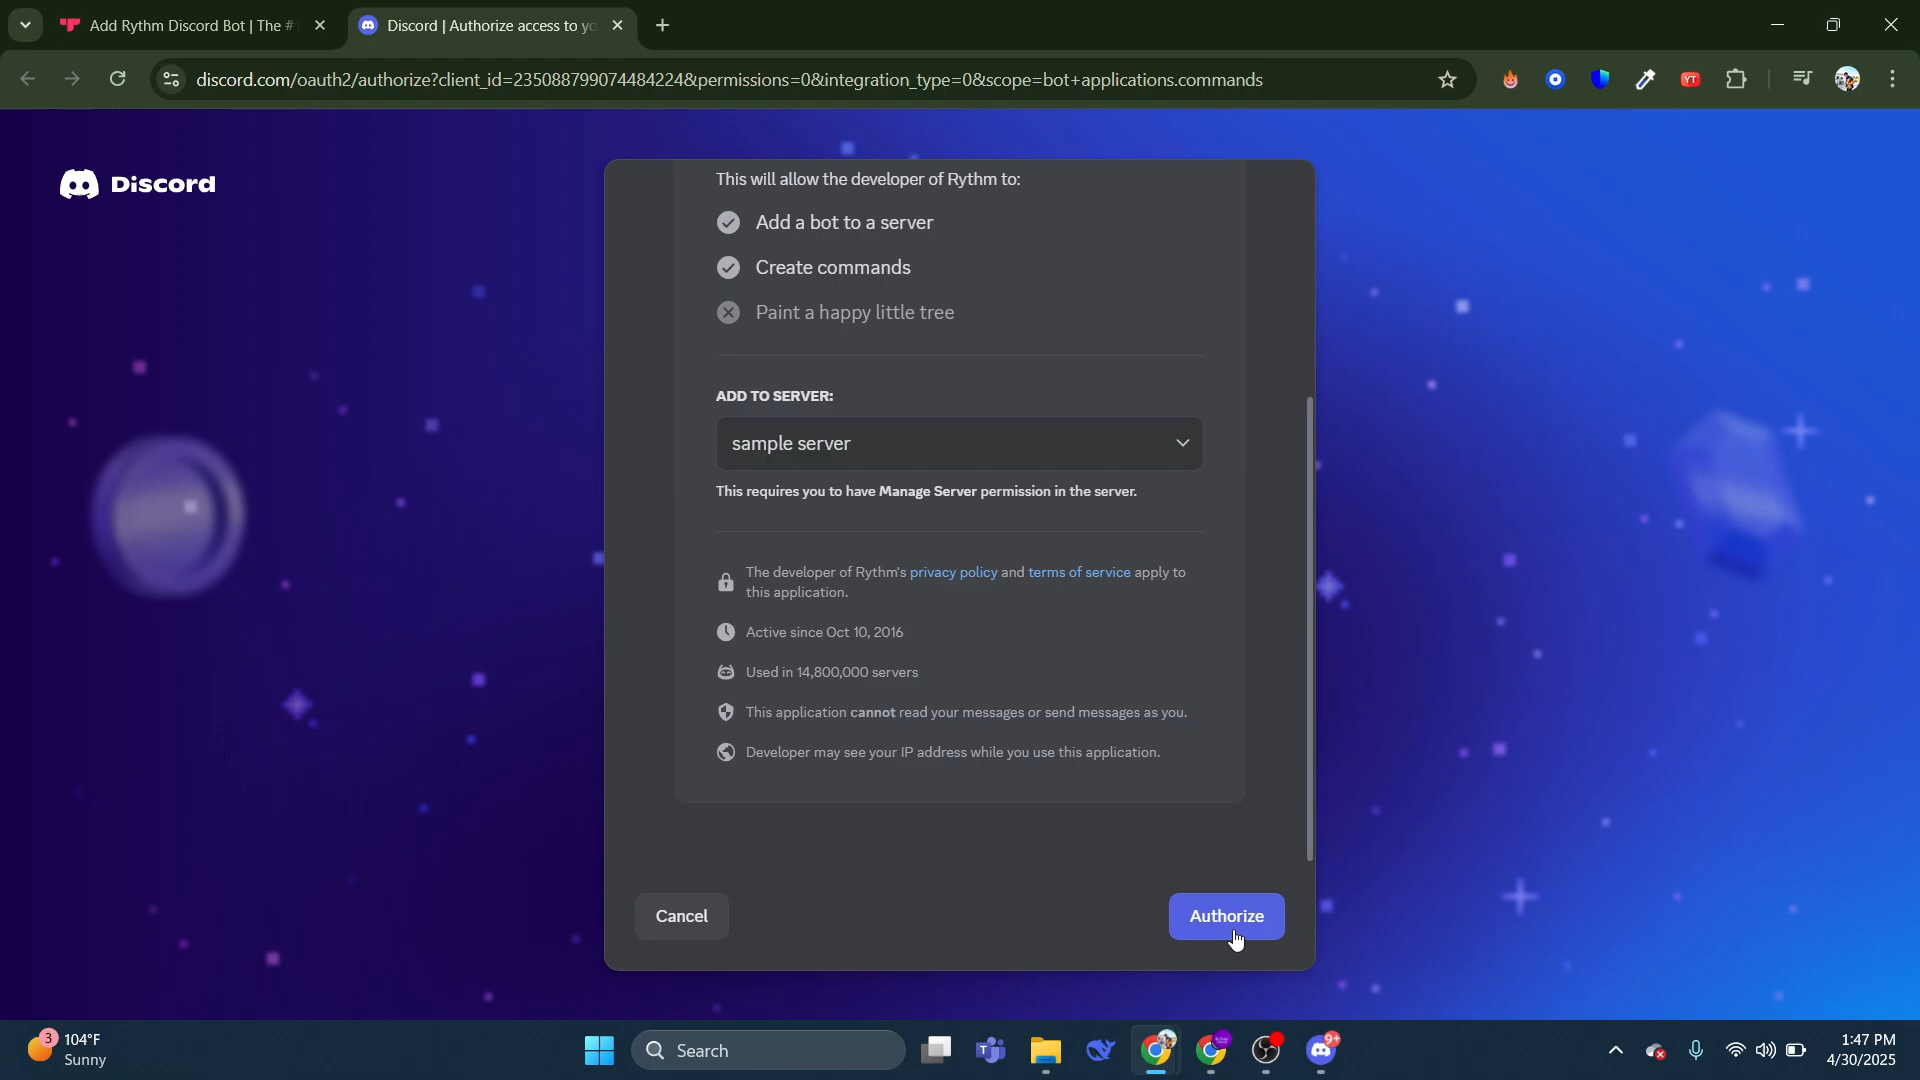 Add Rythm Discord Bot | The #
Discord | Authorize access to yo
discord.com/oauth2/authorize?client_id=235088799074484224&permissions=0&integration_type=0&scope=bot+applications.commands
YT
Discord
This will allow the developer of Rythm to:
Add a bot to a server
Create commands
Paint a happy little tree
ADD TO SERVER:
sample server
This requires you to have Manage Server permission in the server.
The developer of Rythm's privacy policy and terms of service apply to
this application.
Active since Oct 10, 2016
Used in 14,800,000 servers
This application cannot read your messages or send messages as you.
Developer may see your IP address while you use this application.
Cancel
Authorize
3
104°F
Sunny
Search
9+
1:47 PM
4/30/2025